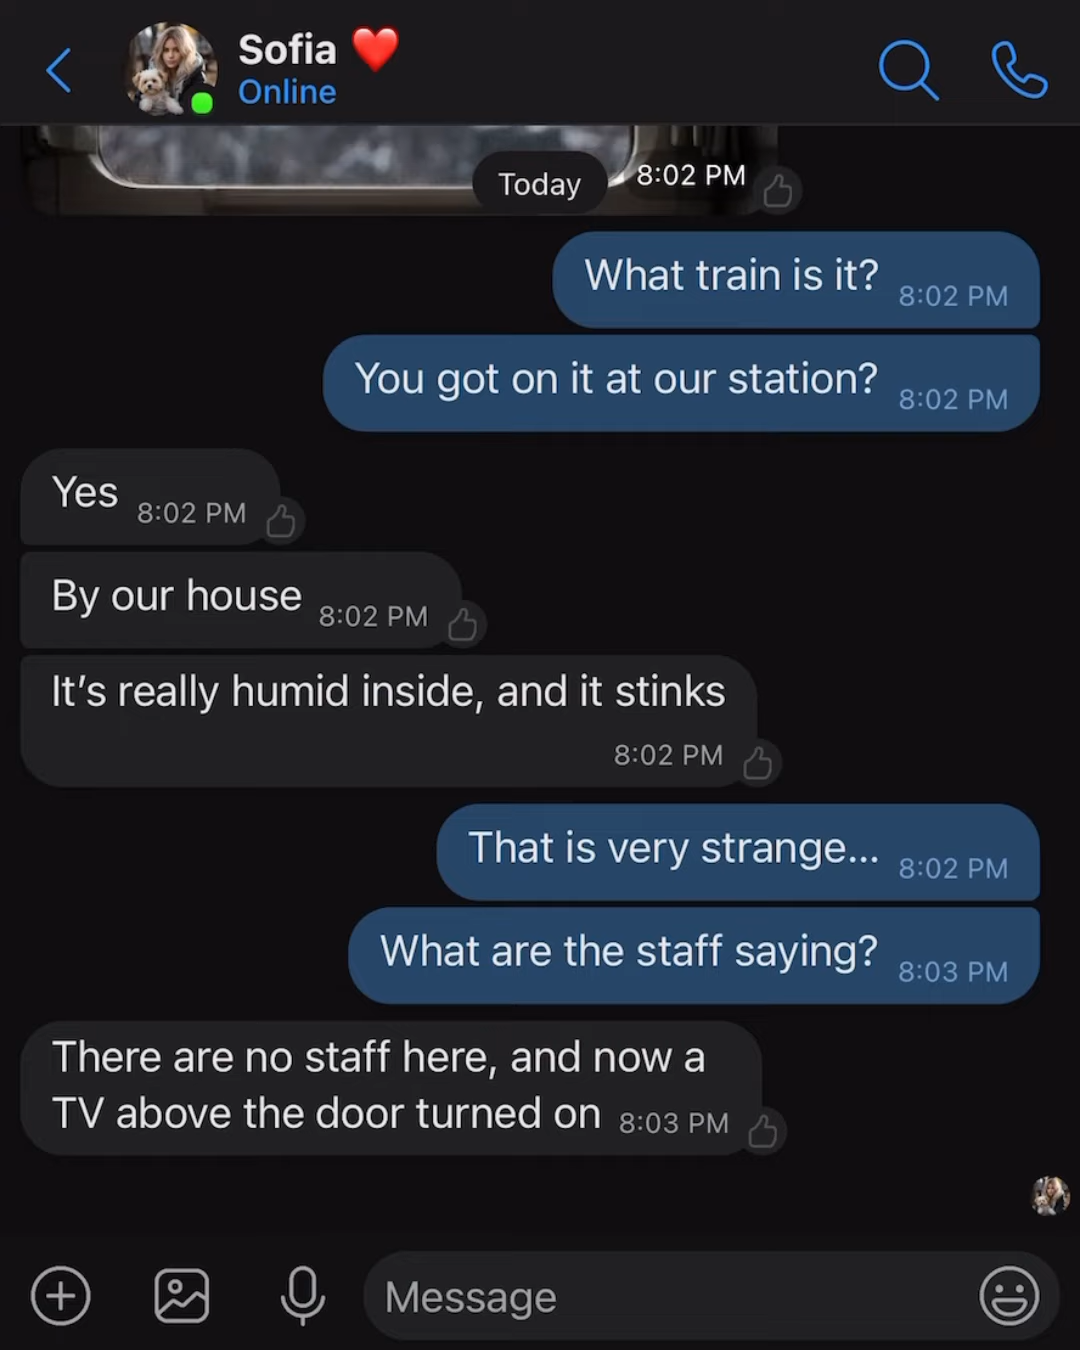 Sofia ❤️
Online
Today
8:02 PM
What train is it? 8:02 PM
You got on it at our station? 8:02 PM
Yes 8:02 PM
By our house 8:02 PM
It’s really humid inside, and it stinks
8:02 PM
That is very strange... 8:02 PM
What are the staff saying? 8:03 PM
There are no staff here, and now a
TV above the door turned on 8:03 PM
Message